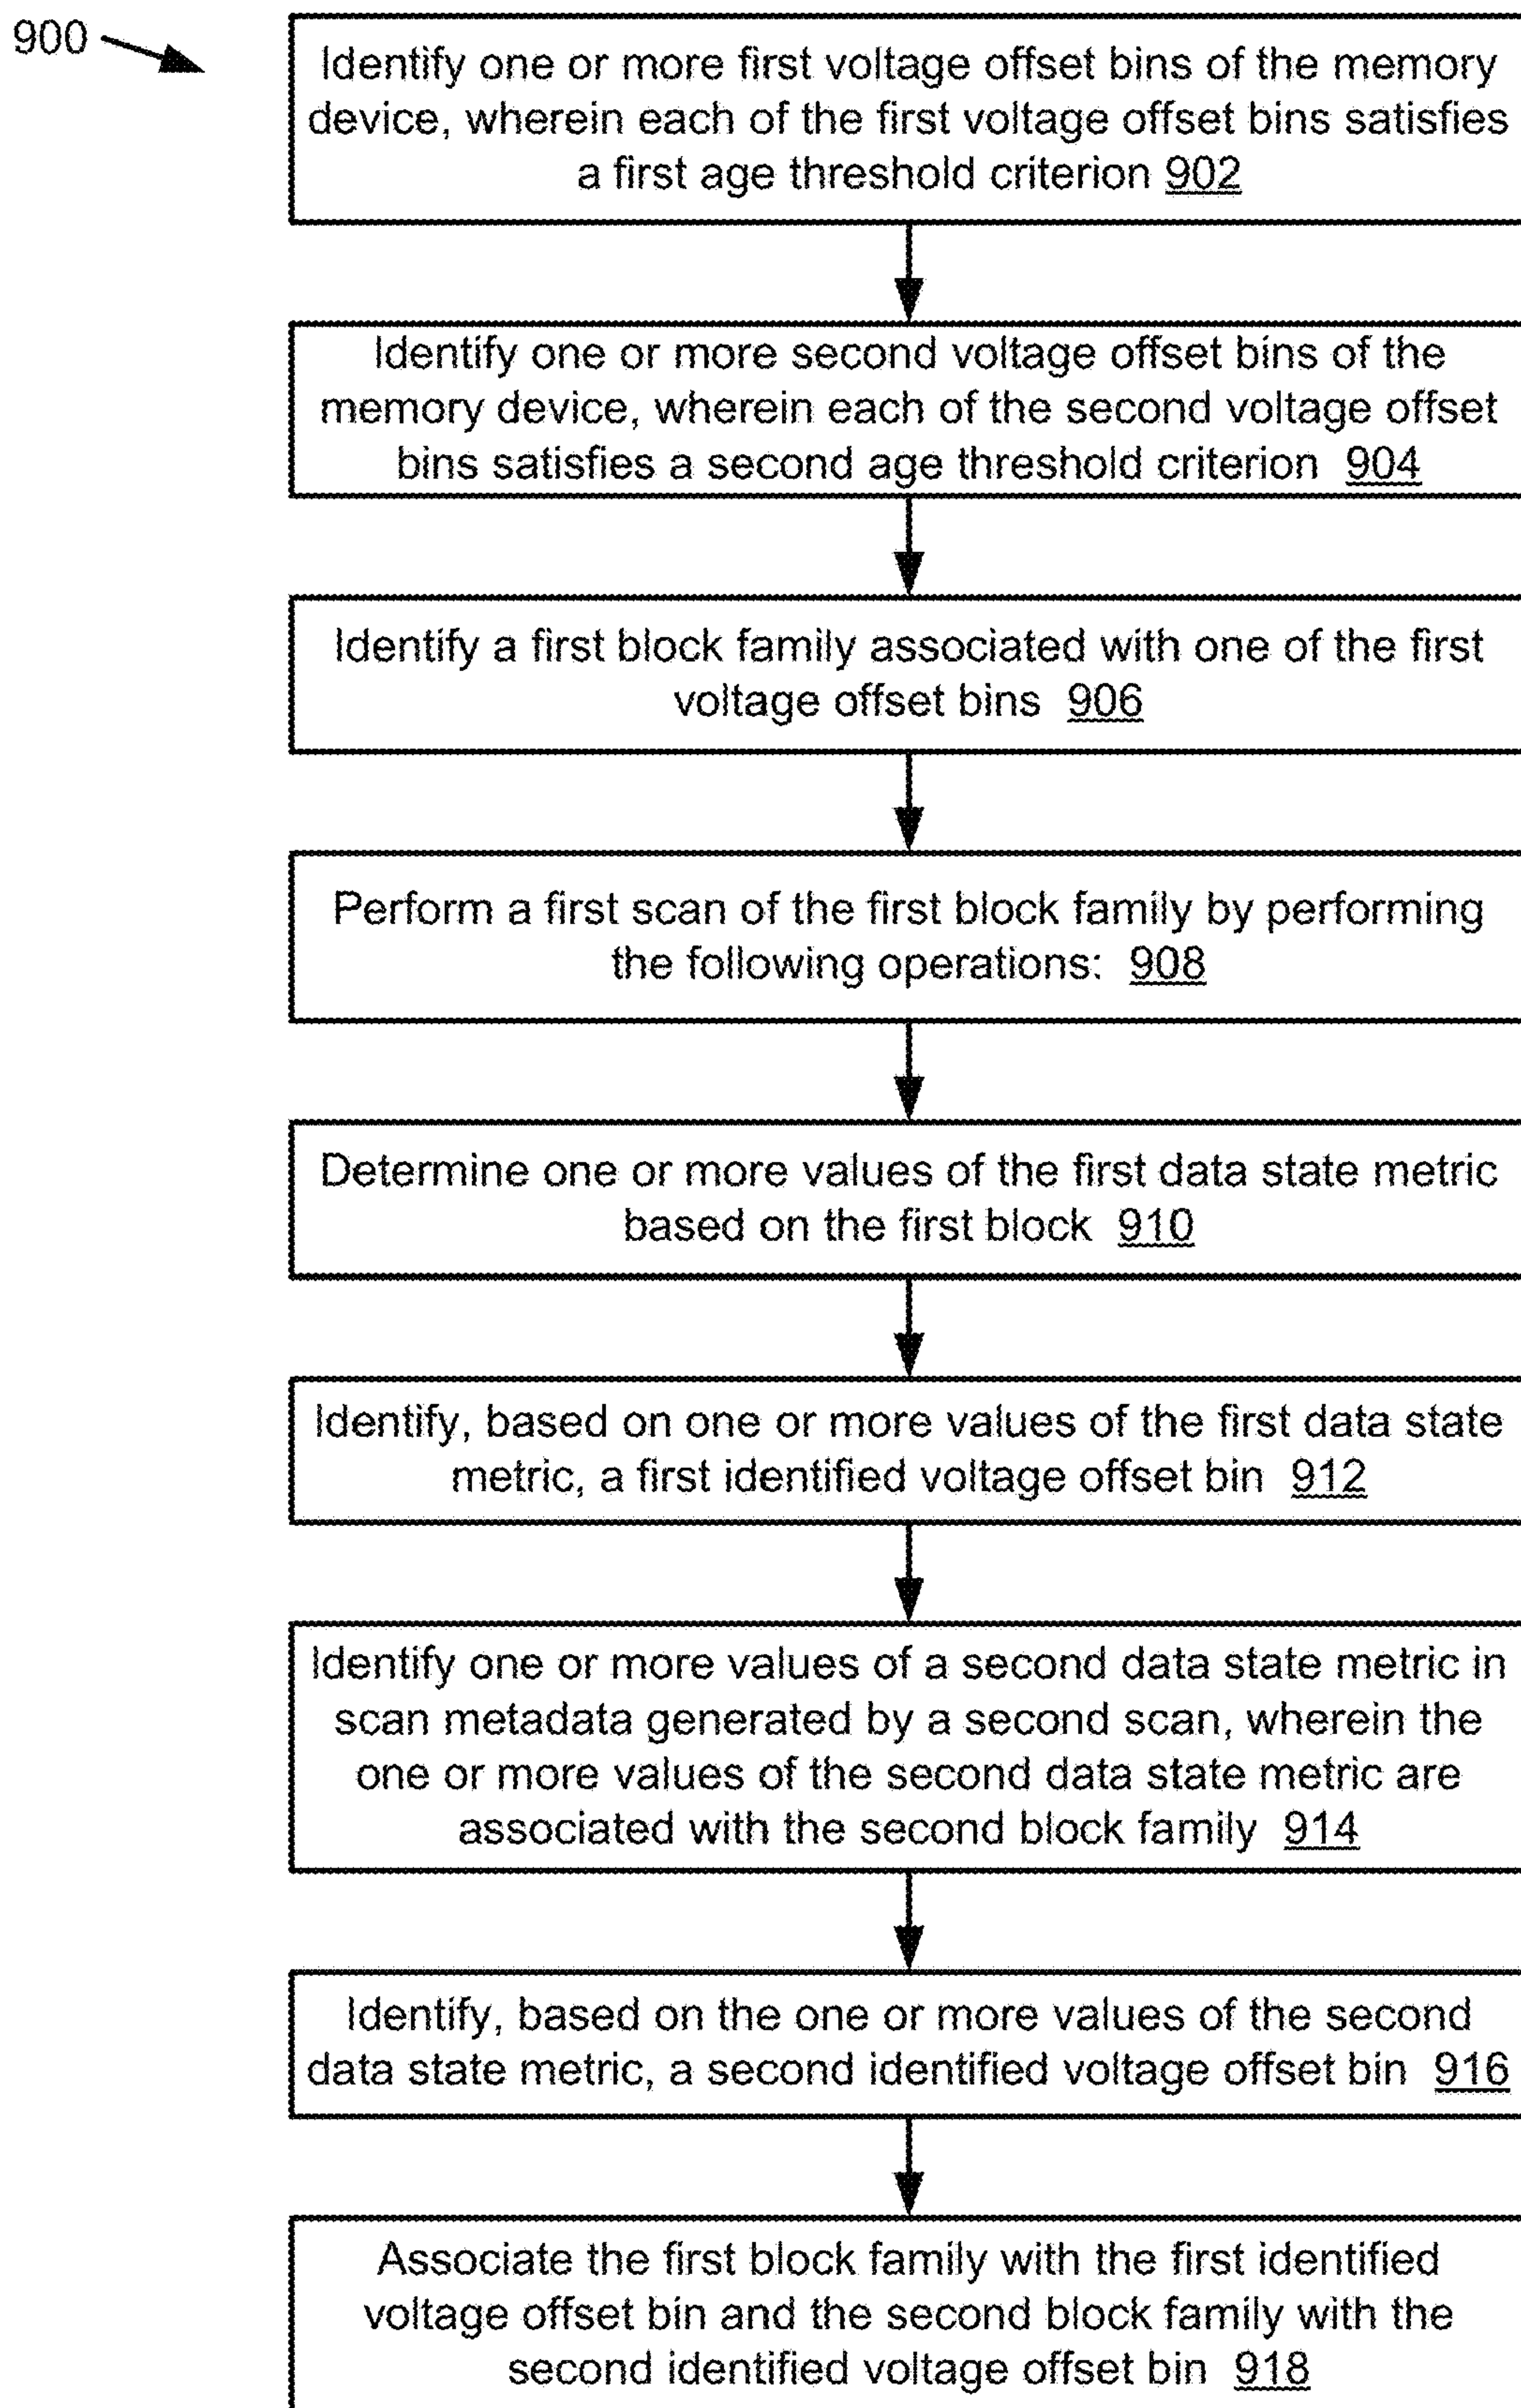 900
Identify one or more first voltage offset bins of the memory
device, wherein each of the first voltage offset bins satisfies
a first age threshold criterion 902
Identify one or more second voltage offset bins of the
memory device, wherein each of the second voltage offset
bins satisfies a second age threshold criterion 904
Identify a first block family associated with one of the first
voltage offset bins 906
Perform a first scan of the first block family by performing
the following operations: 908
Determine one or more values of the first data state metric
based on the first block 910
Identify, based on one or more values of the first data state
metric, a first identified voltage offset bin 912
Identify one or more values of a second data state metric in
scan metadata generated by a second scan, wherein the
one or more values of the second data state metric are
associated with the second block family 914
Identify, based on the one or more values of the second
data state metric, a second identified voltage offset bin 916
Associate the first block family with the first identified
voltage offset bin and the second block family with the
second identified voltage offset bin 918